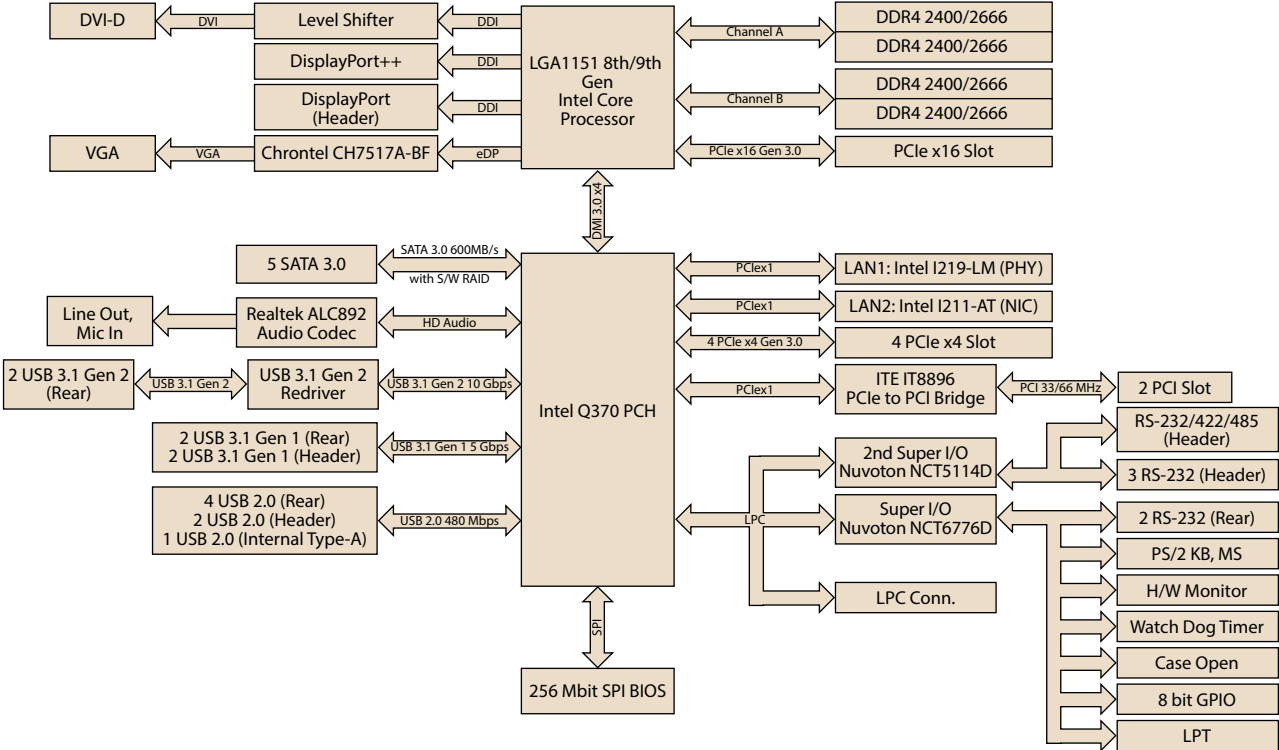 DVI-D
DVI
Level Shifter
DDI
DisplayPort++
DDI
DisplayPort
(Header)
DDI
VGA
VGA
Chrontel CH7517A-BF
eDP
LGA1151 8th/9th
Gen
Intel Core
Processor
Channel A
DDR4 2400/2666
DDR4 2400/2666
Channel B
DDR4 2400/2666
DDR4 2400/2666
PCIe x16 Gen 3.0
PCIe x16 Slot
DMI 3.0 x4
5 SATA 3.0
SATA 3.0 600MB/s
with S/W RAID
Line Out,
Mic In
Realtek ALC892
Audio Codec
HD Audio
2 USB 3.1 Gen 2
(Rear)
USB 3.1 Gen 2
USB 3.1 Gen 2
Redriver
USB 3.1 Gen 2 10 Gbps
2 USB 3.1 Gen 1 (Rear)
2 USB 3.1 Gen 1 (Header)
USB 3.1 Gen 1 5 Gbps
4 USB 2.0 (Rear)
2 USB 2.0 (Header)
1 USB 2.0 (Internal Type-A)
USB 2.0 480 Mbps
Intel Q370 PCH
PCIex1
LAN1: Intel I219-LM (PHY)
PCIex1
LAN2: Intel I211-AT (NIC)
4 PCIe x4 Gen 3.0
4 PCIe x4 Slot
PCIex1
ITE IT8896
PCIe to PCI Bridge
PCI 33/66 MHz
2 PCI Slot
LPC
2nd Super I/O
Nuvoton NCT5114D
RS-232/422/485
(Header)
3 RS-232 (Header)
Super I/O
Nuvoton NCT6776D
2 RS-232 (Rear)
PS/2 KB, MS
H/W Monitor
Watch Dog Timer
Case Open
8 bit GPIO
LPT
LPC Conn.
SPI
256 Mbit SPI BIOS